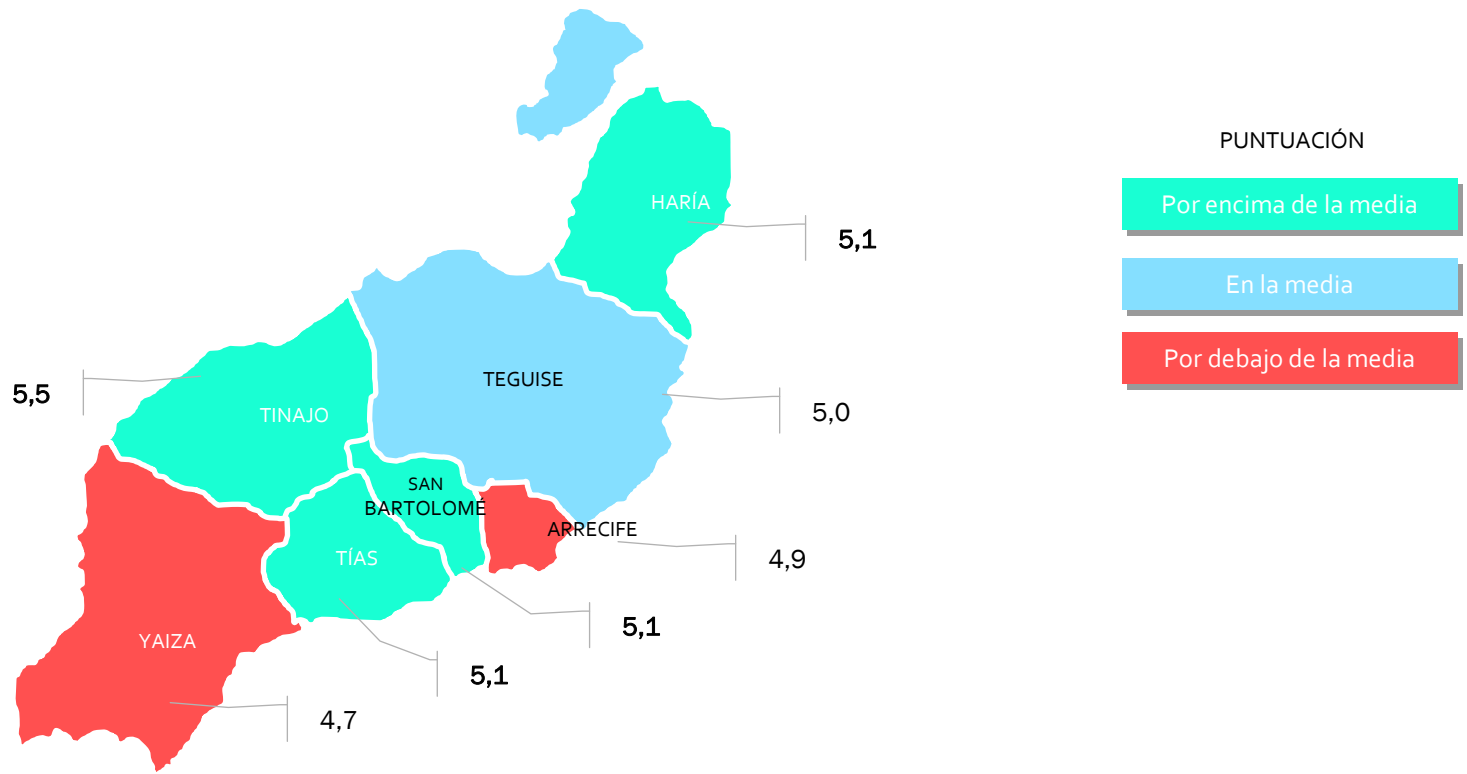 PUNTUACIÓN
Por encima de la media
En la media
Por debajo de la media
HARÍA
5,1
TEGUISE
5,0
5,5
TINAJO
SAN
BARTOLOMÉ
5,1
ARRECIFE
4,9
TÍAS
5,1
YAIZA
4,7